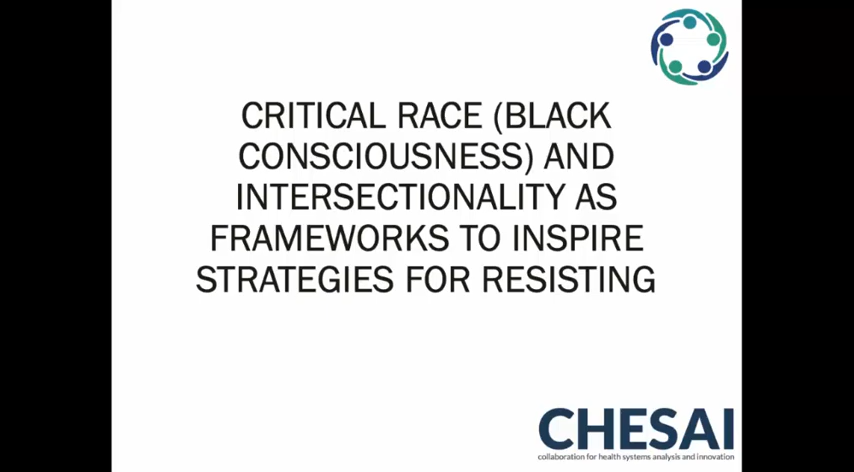 CRITICAL RACE (BLACK
CONSCIOUSNESS) AND
INTERSECTIONALITY AS
FRAMEWORKS TO INSPIRE
STRATEGIES FOR RESISTING
CHESAI
collaboration for health systems analysis and innovation